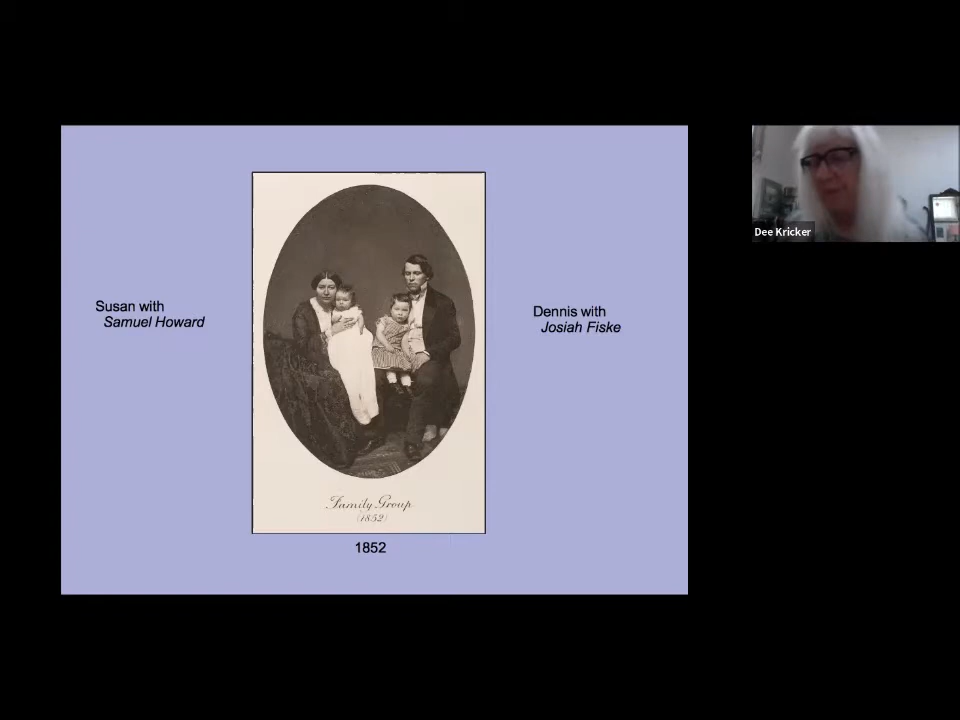 Susan with
Samuel Howard
Family Group
(1852)
1852
Dennis with
Josiah Fiske
Dee Kricker